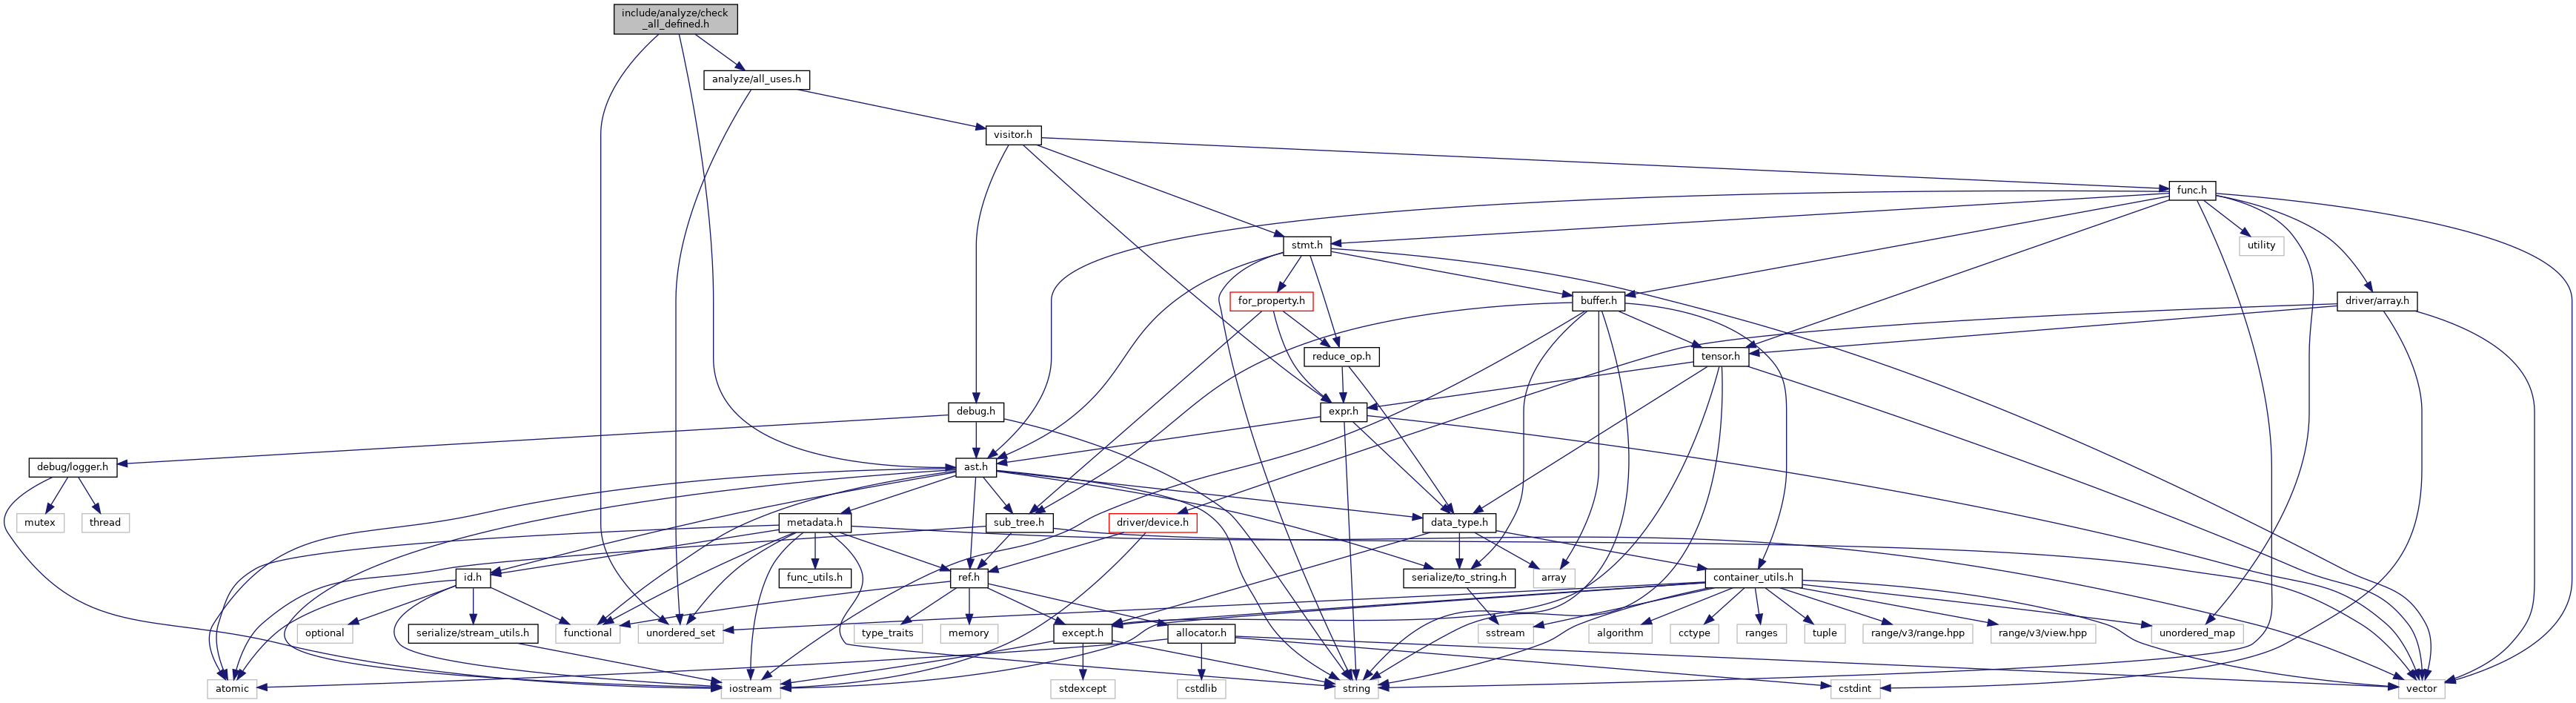 include/analyze/check
_all_defined.h
analyze/all_uses.h
visitor.h
func.h
stmt.h
utility
for_property.h
buffer.h
driver/array.h
reduce_op.h
tensor.h
debug.h
expr.h
debug/logger.h
ast.h
mutex
thread
metadata.h
sub_tree.h
driver/device.h
data_type.h
id.h
func_utils.h
ref.h
serialize/to_string.h
array
container_utils.h
optional
serialize/stream_utils.h
functional
unordered_set
type_traits
memory
except.h
allocator.h
sstream
algorithm
cctype
ranges
tuple
range/v3/range.hpp
range/v3/view.hpp
unordered_map
atomic
iostream
stdexcept
cstdlib
string
cstdint
vector